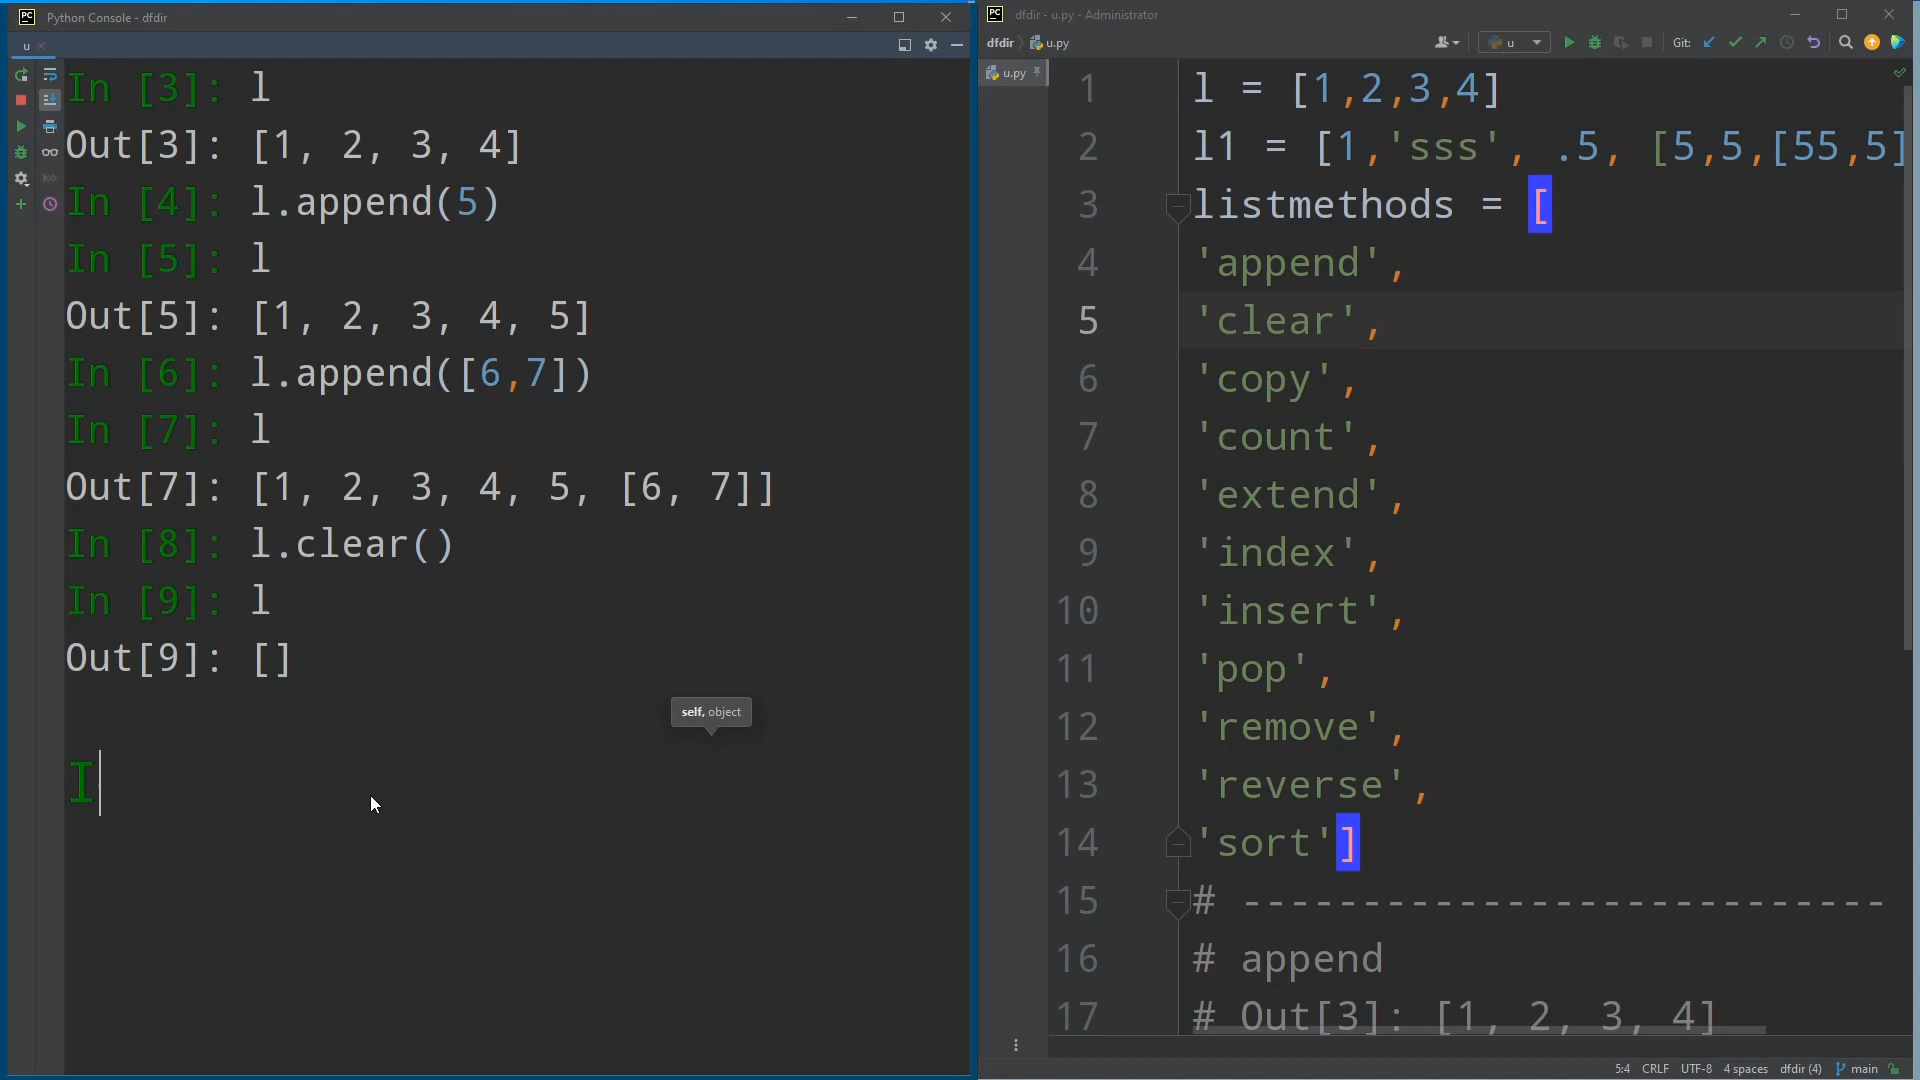 Python Console - dfdir
u
In [3]: l
Out[3]: [1, 2, 3, 4]
In [4]: l.append(5)
In [5]: l
Out[5]: [1, 2, 3, 4, 5]
In [6]: l.append([6,7])
In [7]: l
Out[7]: [1, 2, 3, 4, 5, [6, 7]]
In [8]: l.clear()
In [9]: l
Out[9]: []
self, object
I
dfdir - u.py - Administrator
dfdir u.py
u
Git:
u.py
1 l = [1,2,3,4]
2 l1 = [1,'sss', .5, [5,5,[55,5]
3 listmethods = [
4 'append',
5 'clear',
6 'copy',
7 'count',
8 'extend',
9 'index',
10 'insert',
11 'pop',
12 'remove',
13 'reverse',
14 'sort']
15 # ---------------------------
16 # append
17 # Out[3]: [1, 2, 3, 4]
5:4 CRLF UTF-8 4 spaces dfdir (4) main